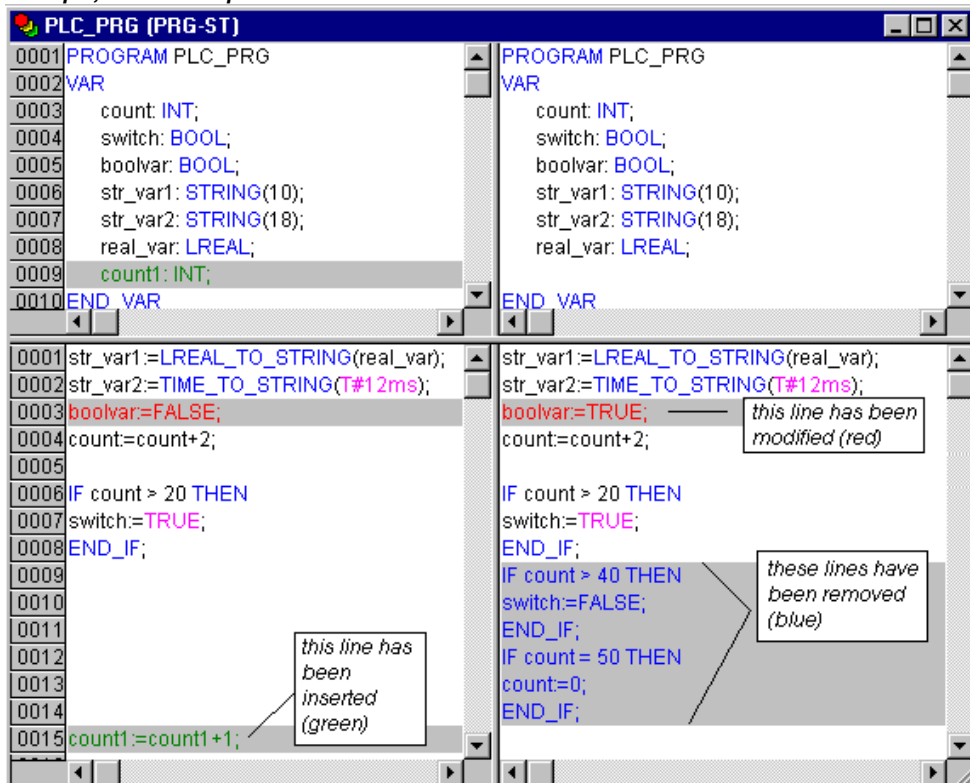 PLC_PRG (PRG-ST)
0001 PROGRAM PLC_PRG
0002 VAR
0003 count: INT;
0004 switch: BOOL;
0005 boolvar: BOOL;
0006 str_var1: STRING(10);
0007 str_var2: STRING(18);
0008 real_var: LREAL;
0009 count1: INT;
0010 END_VAR
PROGRAM PLC_PRG
VAR
count: INT;
switch: BOOL;
boolvar: BOOL;
str_var1: STRING(10);
str_var2: STRING(18);
real_var: LREAL;
END_VAR
0001 str_var1:=LREAL_TO_STRING(real_var);
0002 str_var2:=TIME_TO_STRING(T#12ms);
0003 boolvar:=FALSE;
0004 count:=count+2;
0005
0006 IF count > 20 THEN
0007 switch:=TRUE;
0008 END_IF;
0009
0010
0011
0012
0013
0014
0015 count1:=count1+1;
this line has
been
inserted
(green)
str_var1:=LREAL_TO_STRING(real_var);
str_var2:=TIME_TO_STRING(T#12ms);
boolvar:=TRUE;
count:=count+2;
IF count > 20 THEN
switch:=TRUE;
END_IF;
IF count > 40 THEN
switch:=FALSE;
END_IF;
IF count = 50 THEN
count:=0;
END_IF;
this line has been
modified (red)
these lines have
been removed
(blue)